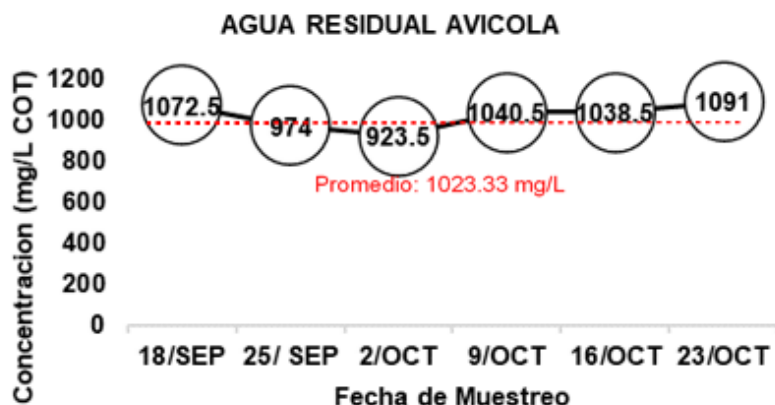 AGUA RESIDUAL AVICOLA
Concentracion (mg/L COT)
1200
1000
800
600
400
200
0
1072.5
974
923.5
1040.5
1038.5
1091
Promedio: 1023.33 mg/L
18/SEP 25/ SEP 2/OCT 9/OCT 16/OCT 23/OCT
Fecha de Muestreo